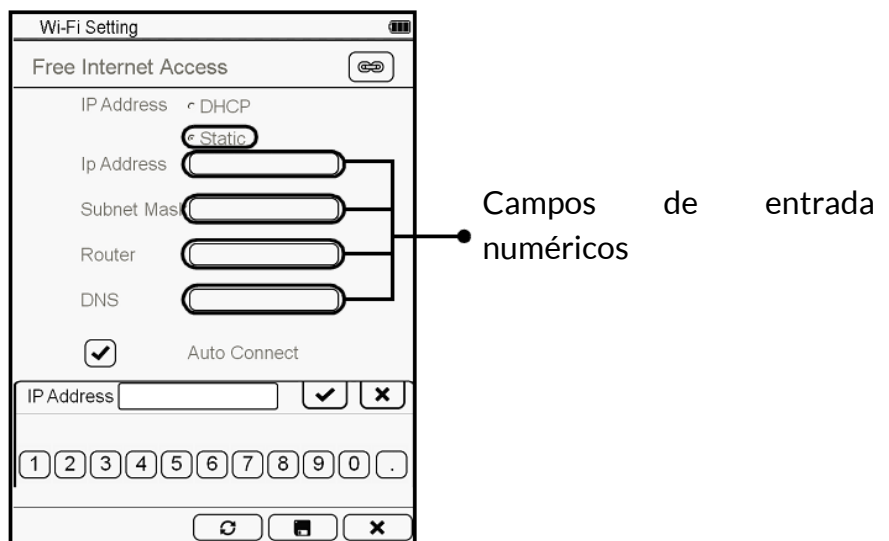 Wi-Fi Setting
Free Internet Access
IP Address DHCP
Static
Ip Address
Subnet Mask
Router
DNS
Campos de entrada
numéricos
Auto Connect
IP Address
1 2 3 4 5 6 7 8 9 0 .